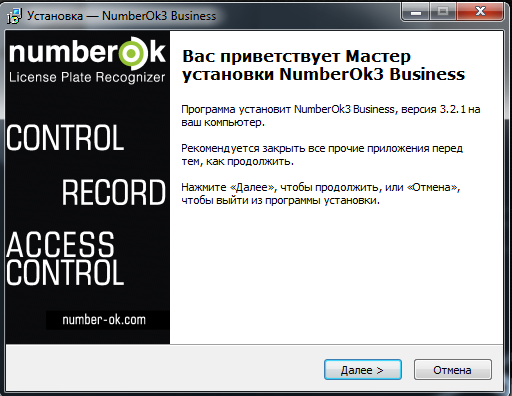 Установка — NumberOk3 Business
numberok
License Plate Recognizer
CONTROL
RECORD
ACCESS
CONTROL
number-ok.com
Вас приветствует Мастер
установки NumberOk3 Business
Программа установит NumberOk3 Business, версия 3.2.1 на
ваш компьютер.
Рекомендуется закрыть все прочие приложения перед
тем, как продолжить.
Нажмите «Далее», чтобы продолжить, или «Отмена»,
чтобы выйти из программы установки.
Далее >
Отмена